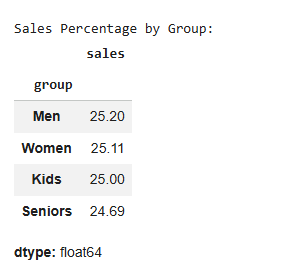 Sales Percentage by Group:
sales
group
Men 25.20
Women 25.11
Kids 25.00
Seniors 24.69
dtype: float64